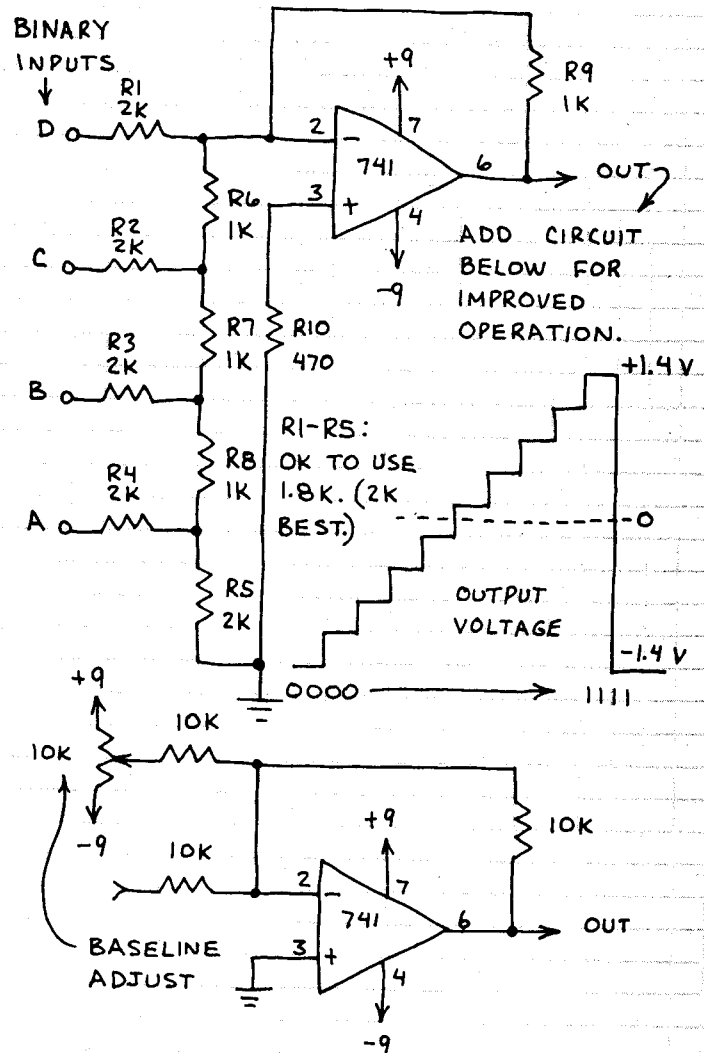 BINARY
INPUTS
R1
2K
D
+9
R9
1K
2
-
7
741
6
OUT
3
+
4
-9
R6
1K
R2
2K
C
ADD CIRCUIT
BELOW FOR
IMPROVED
OPERATION.
R7
1K
R10
470
R3
2K
B
+1.4 V
R1-R5:
OK TO USE
1.8K. (2K
BEST.)
R8
1K
R4
2K
A
0
R5
2K
OUTPUT
VOLTAGE
-1.4 V
0000
1111
+9
10K
10K
-9
10K
+9
10K
2
-
7
741
6
OUT
3
+
4
-9
BASELINE
ADJUST